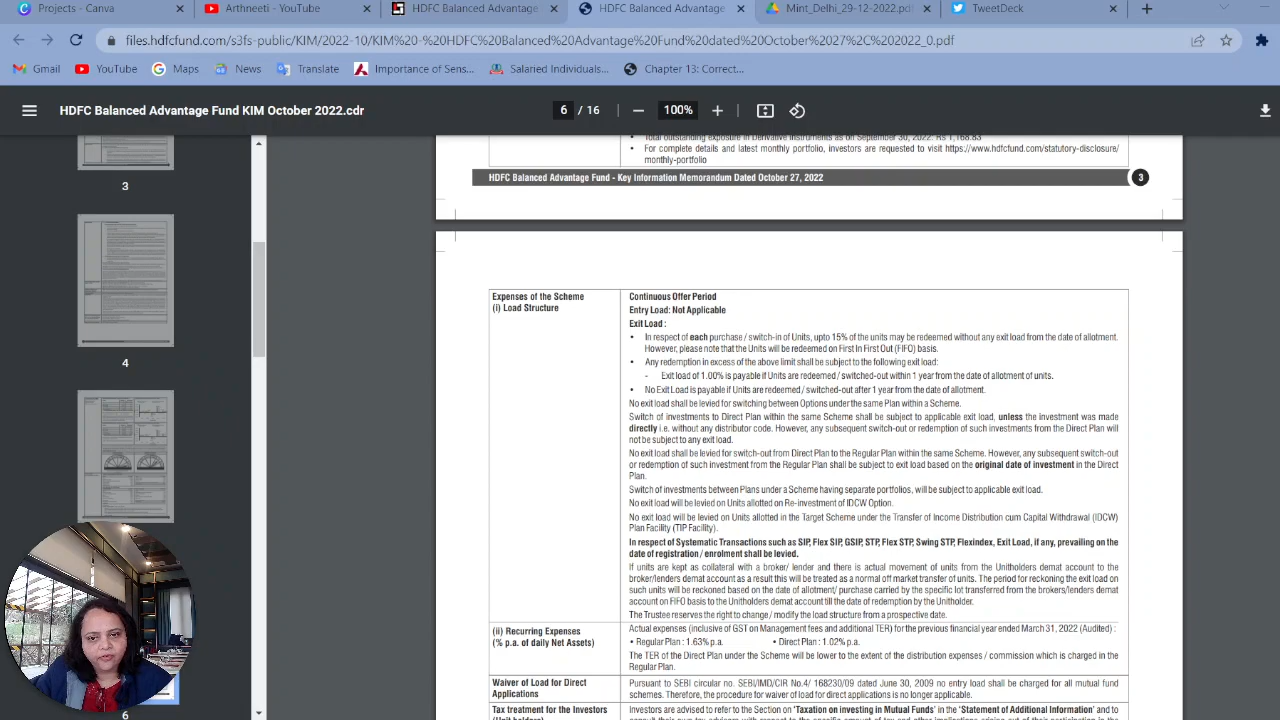 Projects - Canva
Arthneeti - YouTube
HDFC Balanced Advantage
HDFC Balanced Advantage
Mint_Delhi_29-12-2022.pdf
TweetDeck
files.hdfcfund.com/s3fs-public/KIM/2022-10/KIM%20-%20HDFC%20Balanced%20Advantage%20Fund%20dated%20October%2027%2C%202022_0.pdf
Gmail
YouTube
Maps
News
Translate
Importance of Sens...
Salaried Individuals...
Chapter 13: Correct...
HDFC Balanced Advantage Fund KIM October 2022.cdr
6 / 16
100%
3
4
6
• Total outstanding exposure in Derivative Instruments as on September 30, 2022: Rs 1,168.83
• For complete details and latest monthly portfolio, investors are requested to visit https://www.hdfcfund.com/statutory-disclosure/
monthly-portfolio
HDFC Balanced Advantage Fund - Key Information Memorandum Dated October 27, 2022
3
Expenses of the Scheme
(i) Load Structure
Continuous Offer Period
Entry Load: Not Applicable
Exit Load :
• In respect of each purchase / switch-in of Units, upto 15% of the units may be redeemed without any exit load from the date of allotment.
However, please note that the Units will be redeemed on First In First Out (FIFO) basis.
• Any redemption in excess of the above limit shall be subject to the following exit load:
- Exit load of 1.00% is payable if Units are redeemed / switched-out within 1 year from the date of allotment of units.
• No Exit Load is payable if Units are redeemed / switched-out after 1 year from the date of allotment.
No exit load shall be levied for switching between Options under the same Plan within a Scheme.
Switch of investments to Direct Plan within the same Scheme shall be subject to applicable exit load, unless the investment was made
directly i.e. without any distributor code. However, any subsequent switch-out or redemption of such investments from the Direct Plan will
not be subject to any exit load.
No exit load shall be levied for switch-out from Direct Plan to the Regular Plan within the same Scheme. However, any subsequent switch-out
or redemption of such investment from the Regular Plan shall be subject to exit load based on the original date of investment in the Direct
Plan.
Switch of investments between Plans under a Scheme having separate portfolios, will be subject to applicable exit load.
No exit load will be levied on Units allotted on Re-investment of IDCW Option.
No exit load will be levied on Units allotted in the Target Scheme under the Transfer of Income Distribution cum Capital Withdrawal (IDCW)
Plan Facility (TIP Facility).
In respect of Systematic Transactions such as SIP, Flex SIP, GSIP, STP, Flex STP, Swing STP, Flexindex, Exit Load, if any, prevailing on the
date of registration / enrolment shall be levied.
If units are kept as collateral with a broker/ lender and there is actual movement of units from the Unitholders demat account to the
broker/lenders demat account as a result this will be treated as a normal off market transfer of units. The period for reckoning the exit load on
such units will be reckoned based on the date of allotment/ purchase carried by the specific lot transferred from the brokers/lenders demat
account on FIFO basis to the Unitholders demat account till the date of redemption by the Unitholder.
The Trustee reserves the right to change / modify the load structure from a prospective date.
(ii) Recurring Expenses
(% p.a. of daily Net Assets)
Actual expenses (inclusive of GST on Management fees and additional TER) for the previous financial year ended March 31, 2022 (Audited) :
• Regular Plan : 1.63% p.a. • Direct Plan : 1.02% p.a.
The TER of the Direct Plan under the Scheme will be lower to the extent of the distribution expenses / commission which is charged in the
Regular Plan.
Waiver of Load for Direct
Applications
Pursuant to SEBI circular no. SEBI/IMD/CIR No.4/ 168230/09 dated June 30, 2009 no entry load shall be charged for all mutual fund
schemes. Therefore, the procedure for waiver of load for direct applications is no longer applicable.
Tax treatment for the Investors
Investors are advised to refer to the Section on 'Taxation on investing in Mutual Funds' in the 'Statement of Additional Information' and to